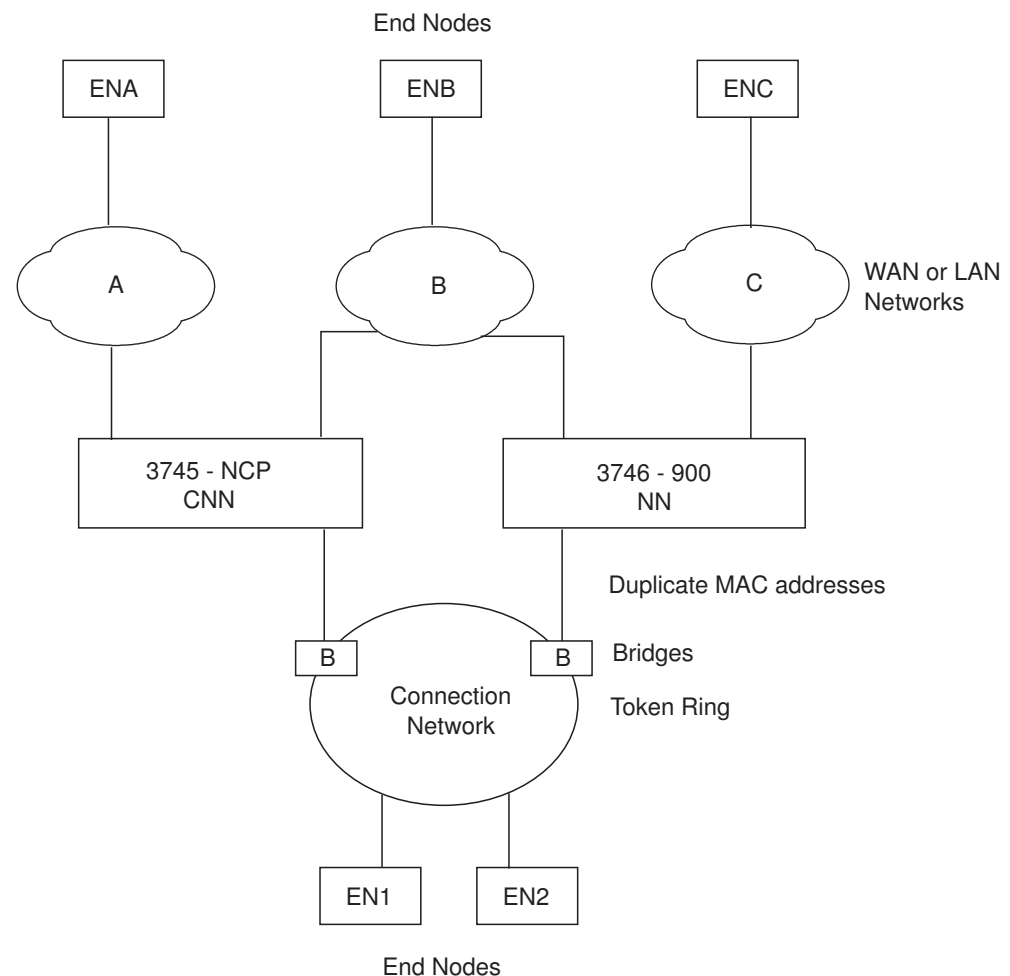 End Nodes
ENA
ENB
ENC
A
B
C
WAN or LAN
Networks
3745 - NCP
CNN
3746 - 900
NN
Duplicate MAC addresses
B
B
Bridges
Connection
Network
Token Ring
EN1
EN2
End Nodes